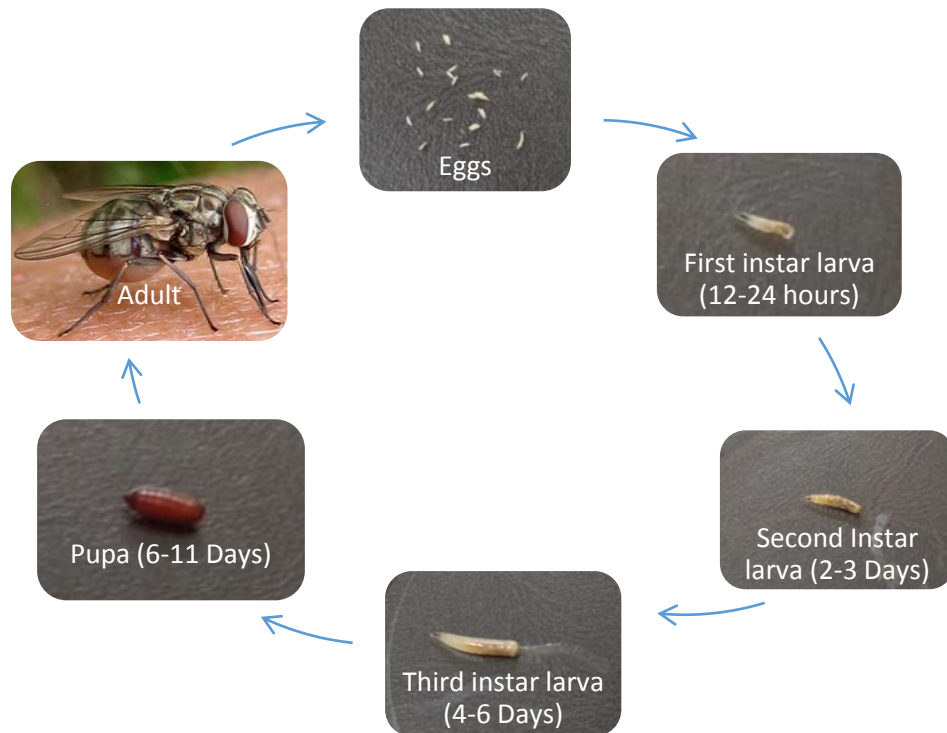 Eggs
First instar larva
(12-24 hours)
Second Instar
larva (2-3 Days)
Third instar larva
(4-6 Days)
Pupa (6-11 Days)
Adult